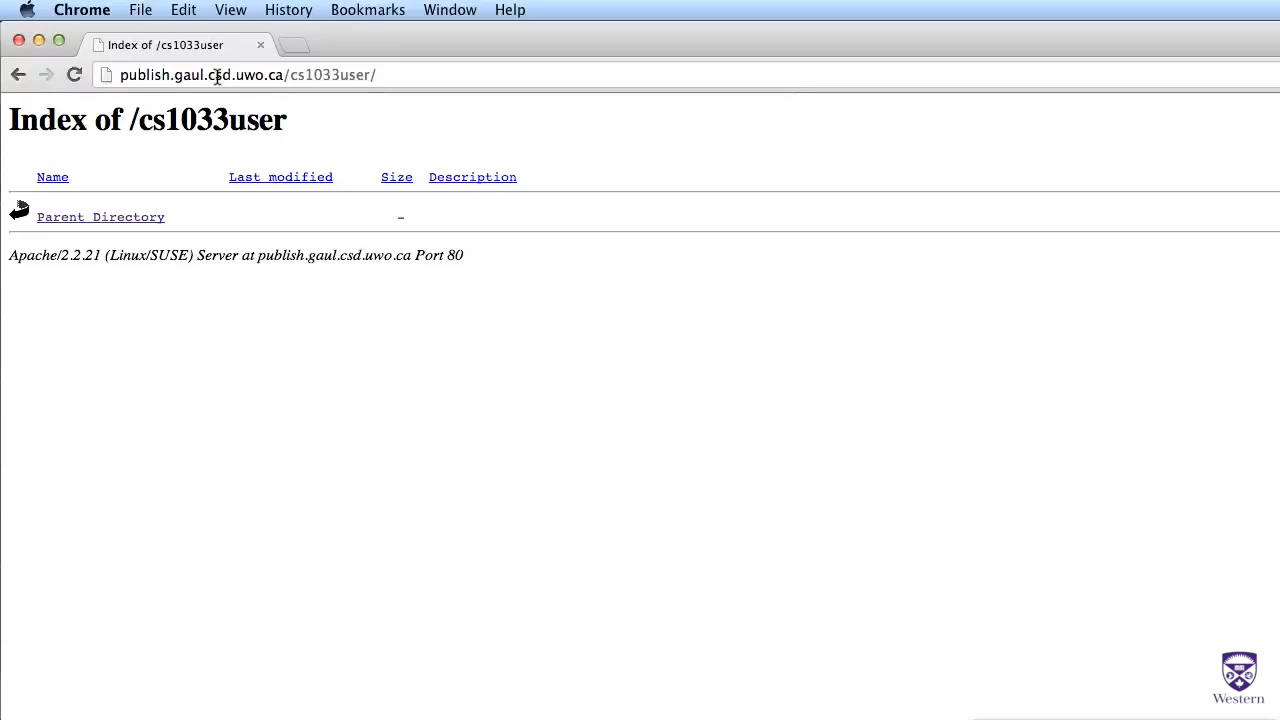 Chrome File Edit View History Bookmarks Window Help
Index of /cs1033user ×
publish.gaul.csd.uwo.ca/cs1033user/
Index of /cs1033user
Name Last modified Size Description
Parent Directory -
Apache/2.2.21 (Linux/SUSE) Server at publish.gaul.csd.uwo.ca Port 80
Western